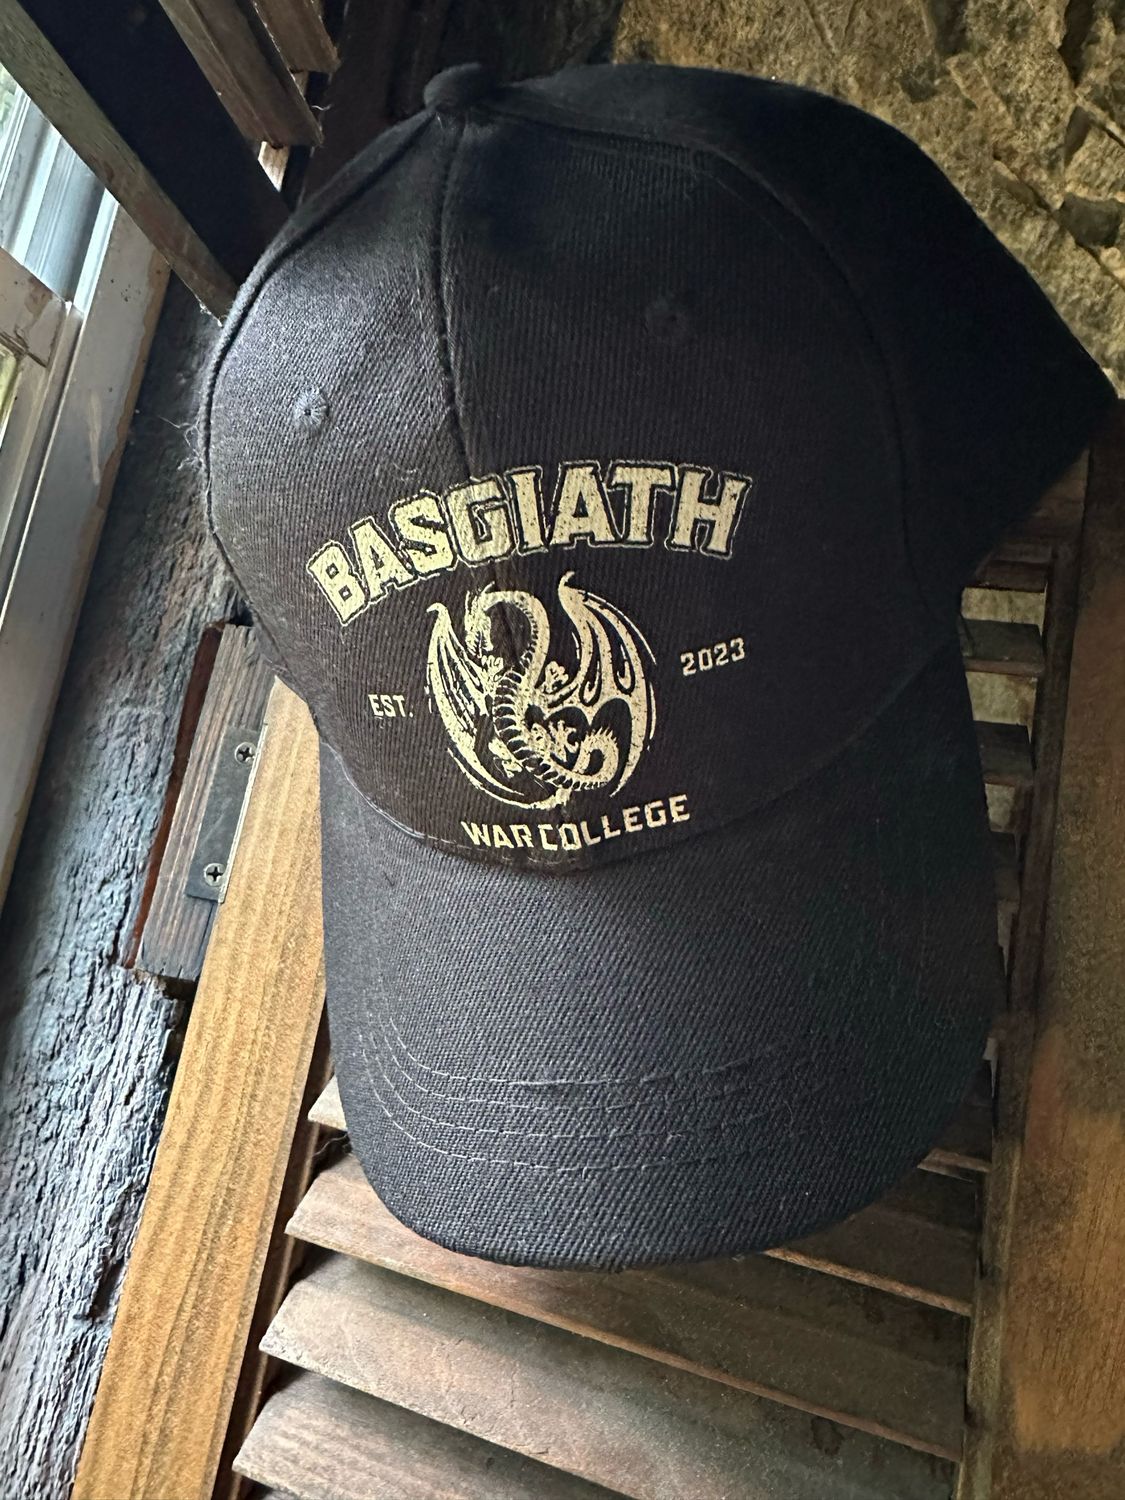 BASGIATH
EST. 2023
WAR COLLEGE